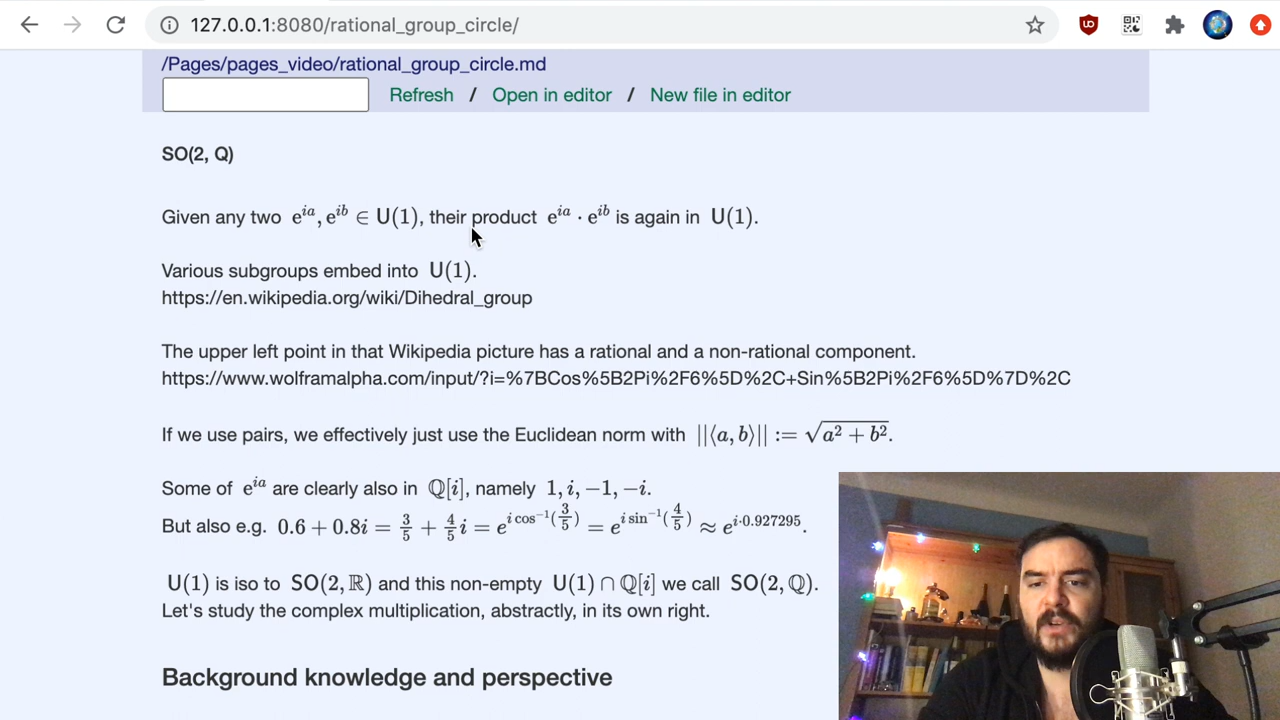 127.0.0.1:8080/rational_group_circle/
/Pages/pages_video/rational_group_circle.md
Refresh / Open in editor / New file in editor
SO(2, Q)
Given any two e^{ia}, e^{ib} ∈ U(1), their product e^{ia} · e^{ib} is again in U(1).
Various subgroups embed into U(1).
https://en.wikipedia.org/wiki/Dihedral_group
The upper left point in that Wikipedia picture has a rational and a non-rational component.
https://www.wolframalpha.com/input/?i=%7BCos%5B2Pi%2F6%5D%2C+Sin%5B2Pi%2F6%5D%7D%2C
If we use pairs, we effectively just use the Euclidean norm with ||⟨a, b⟩|| := √(a² + b²).
Some of e^{ia} are clearly also in ℚ[i], namely 1, i, −1, −i.
But also e.g. 0.6 + 0.8i = 3/5 + 4/5 i = e^{i cos^{−1}(3/5)} = e^{i sin^{−1}(4/5)} ≈ e^{i·0.927295}.
U(1) is iso to SO(2, ℝ) and this non-empty U(1) ∩ ℚ[i] we call SO(2, ℚ).
Let's study the complex multiplication, abstractly, in its own right.
Background knowledge and perspective